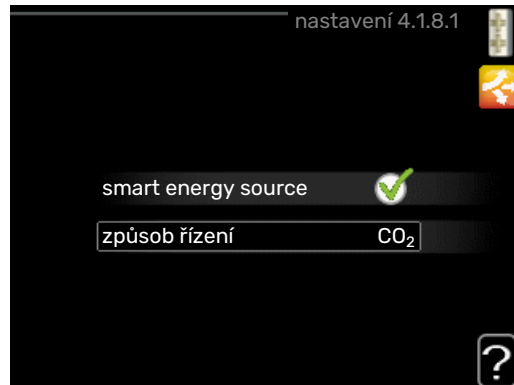 nastavení 4.1.8.1
smart energy source
způsob řízení CO₂
?